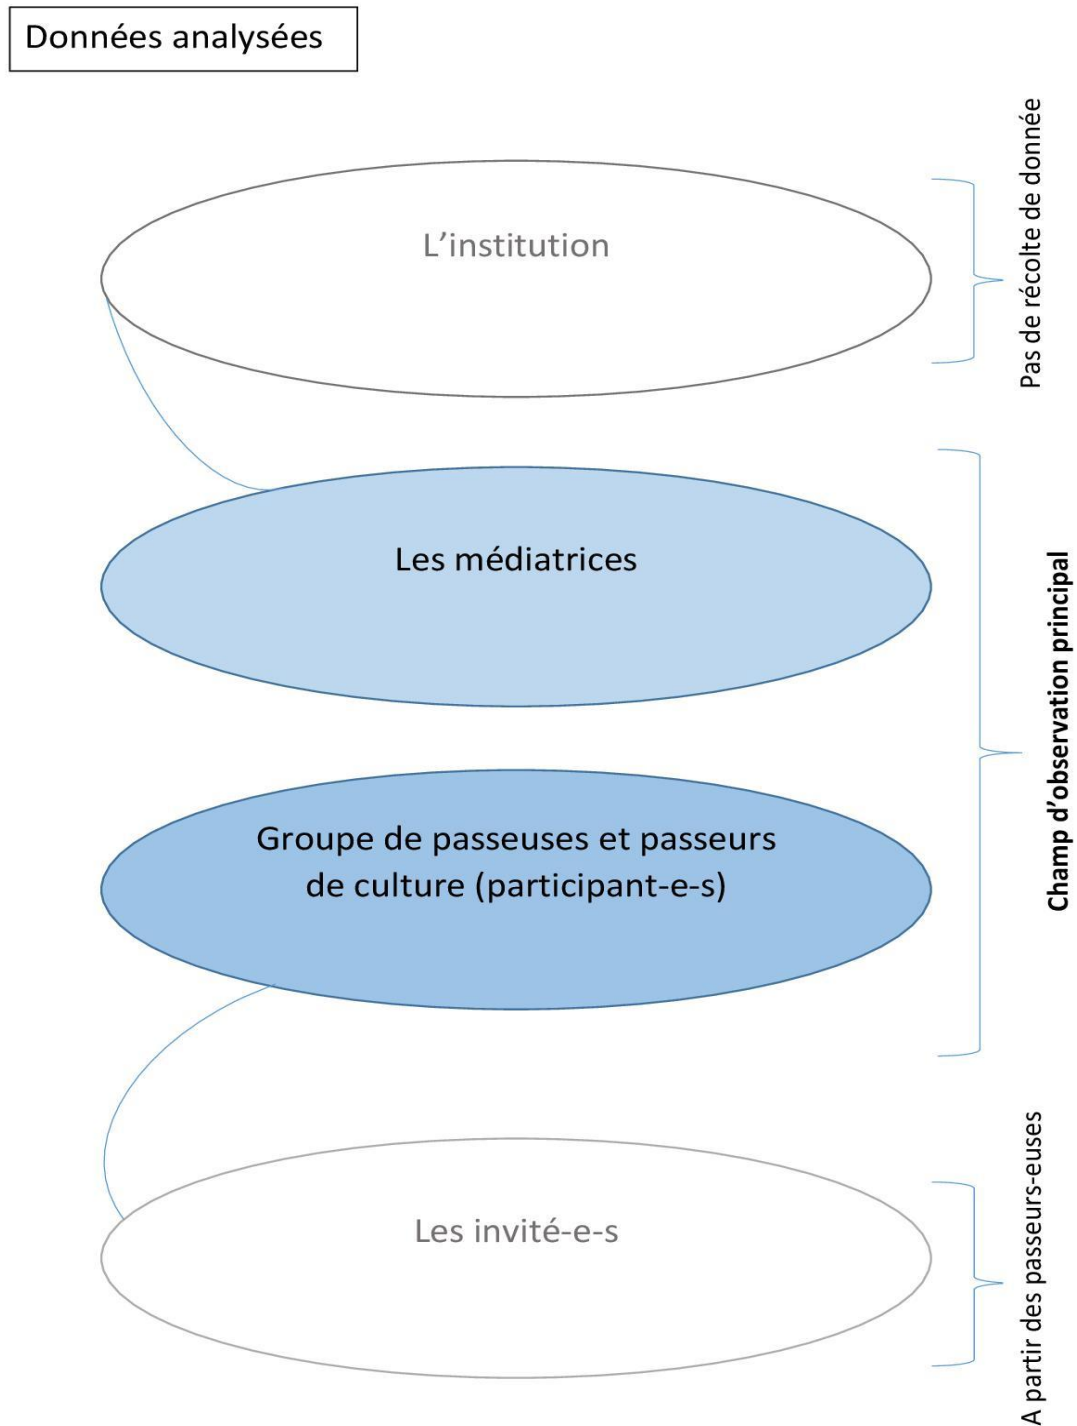 Données analysées
L’institution
Pas de récolte de donnée
Les médiatrices
Groupe de passeuses et passeurs
de culture (participant-e-s)
Champ d’observation principal
Les invité-e-s
A partir des passeurs-euses